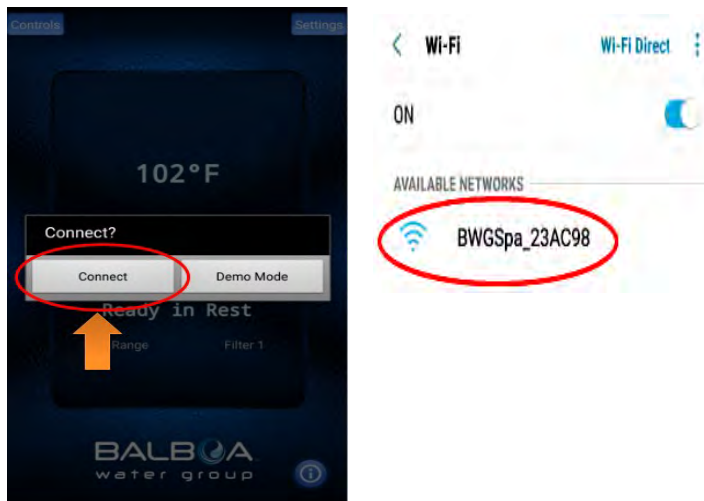 Controls
Settings
102°F
Connect?
Connect
Demo Mode
Ready in Rest
Range
Filter 1
BALBOA
water group
Wi-Fi
Wi-Fi Direct
ON
AVAILABLE NETWORKS
BWGSpa_23AC98